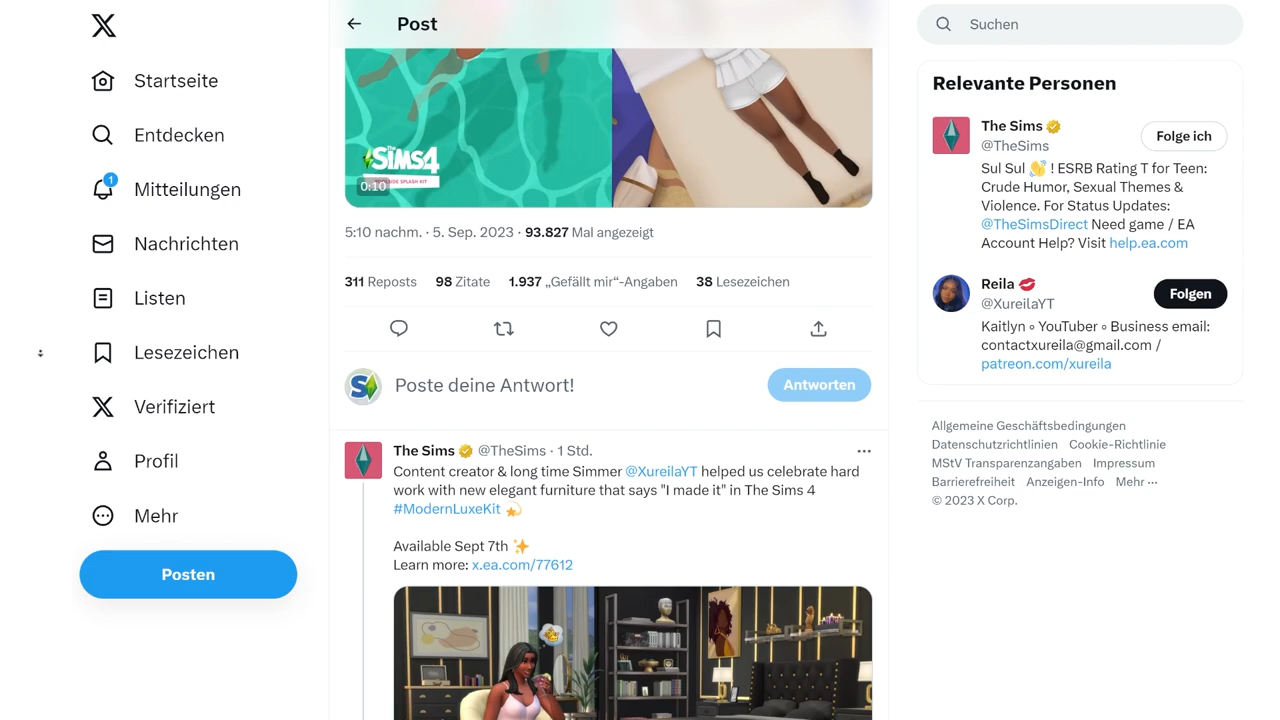 Startseite
Entdecken
1
Mitteilungen
Nachrichten
Listen
Lesezeichen
Verifiziert
Profil
Mehr
Posten
Post
The
SiMS4
POOLSIDE SPLASH KIT
0:10
5:10 nachm. · 5. Sep. 2023 · 93.827 Mal angezeigt
311 Reposts 98 Zitate 1.937 „Gefällt mir“-Angaben 38 Lesezeichen
Poste deine Antwort!
Antworten
The Sims @TheSims · 1 Std.
Content creator & long time Simmer @XureilaYT helped us celebrate hard
work with new elegant furniture that says "I made it" in The Sims 4
#ModernLuxeKit 💫
Available Sept 7th ✨
Learn more: x.ea.com/77612
Suchen
Relevante Personen
The Sims
@TheSims
Folge ich
Sul Sul 👋 ! ESRB Rating T for Teen:
Crude Humor, Sexual Themes &
Violence. For Status Updates:
@TheSimsDirect Need game / EA
Account Help? Visit help.ea.com
Reila 💋
@XureilaYT
Folgen
Kaitlyn ∘ YouTuber ∘ Business email:
contactxureila@gmail.com /
patreon.com/xureila
Allgemeine Geschäftsbedingungen
Datenschutzrichtlinien Cookie-Richtlinie
MStV Transparenzangaben Impressum
Barrierefreiheit Anzeigen-Info Mehr ···
© 2023 X Corp.